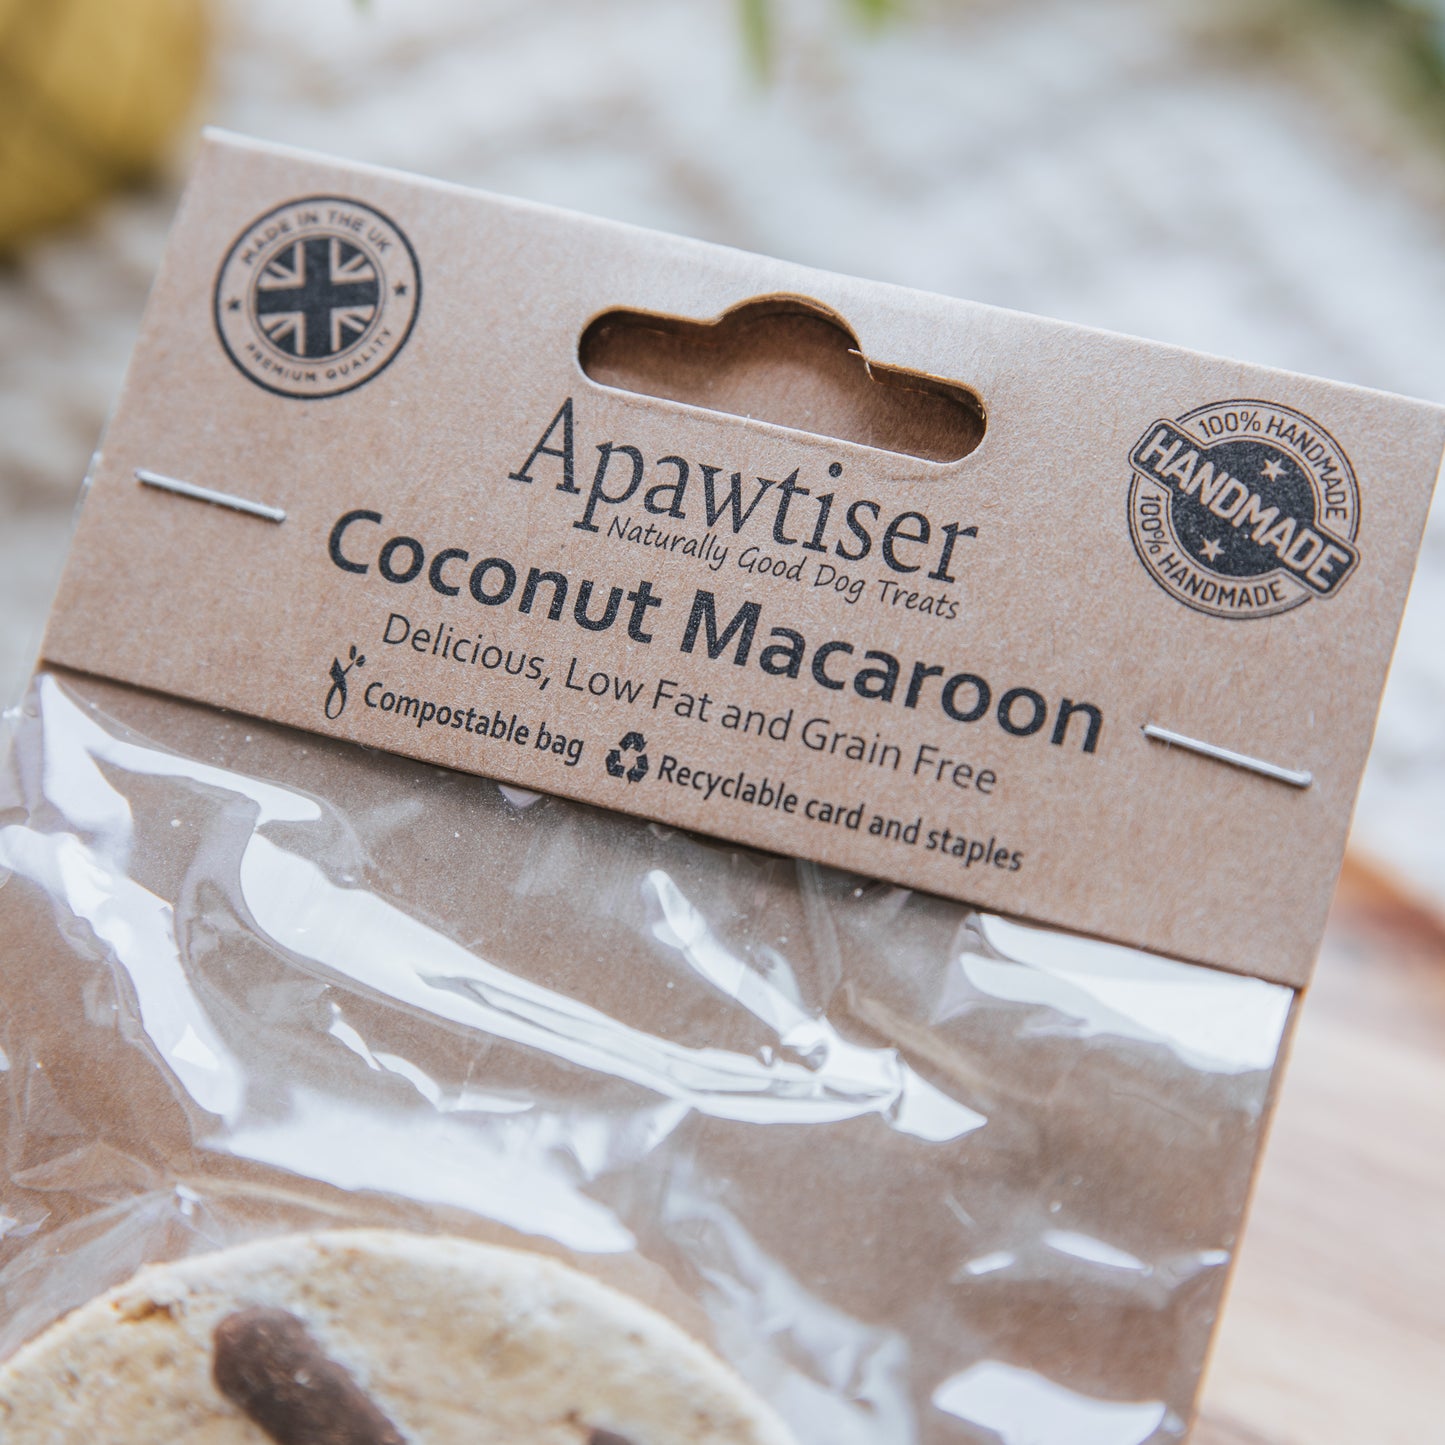 MADE IN THE UK
PREMIUM QUALITY
100% HANDMADE
HANDMADE
100% HANDMADE
Apawtiser
Naturally Good Dog Treats
Coconut Macaroon
Delicious, Low Fat and Grain Free
Compostable bag Recyclable card and staples